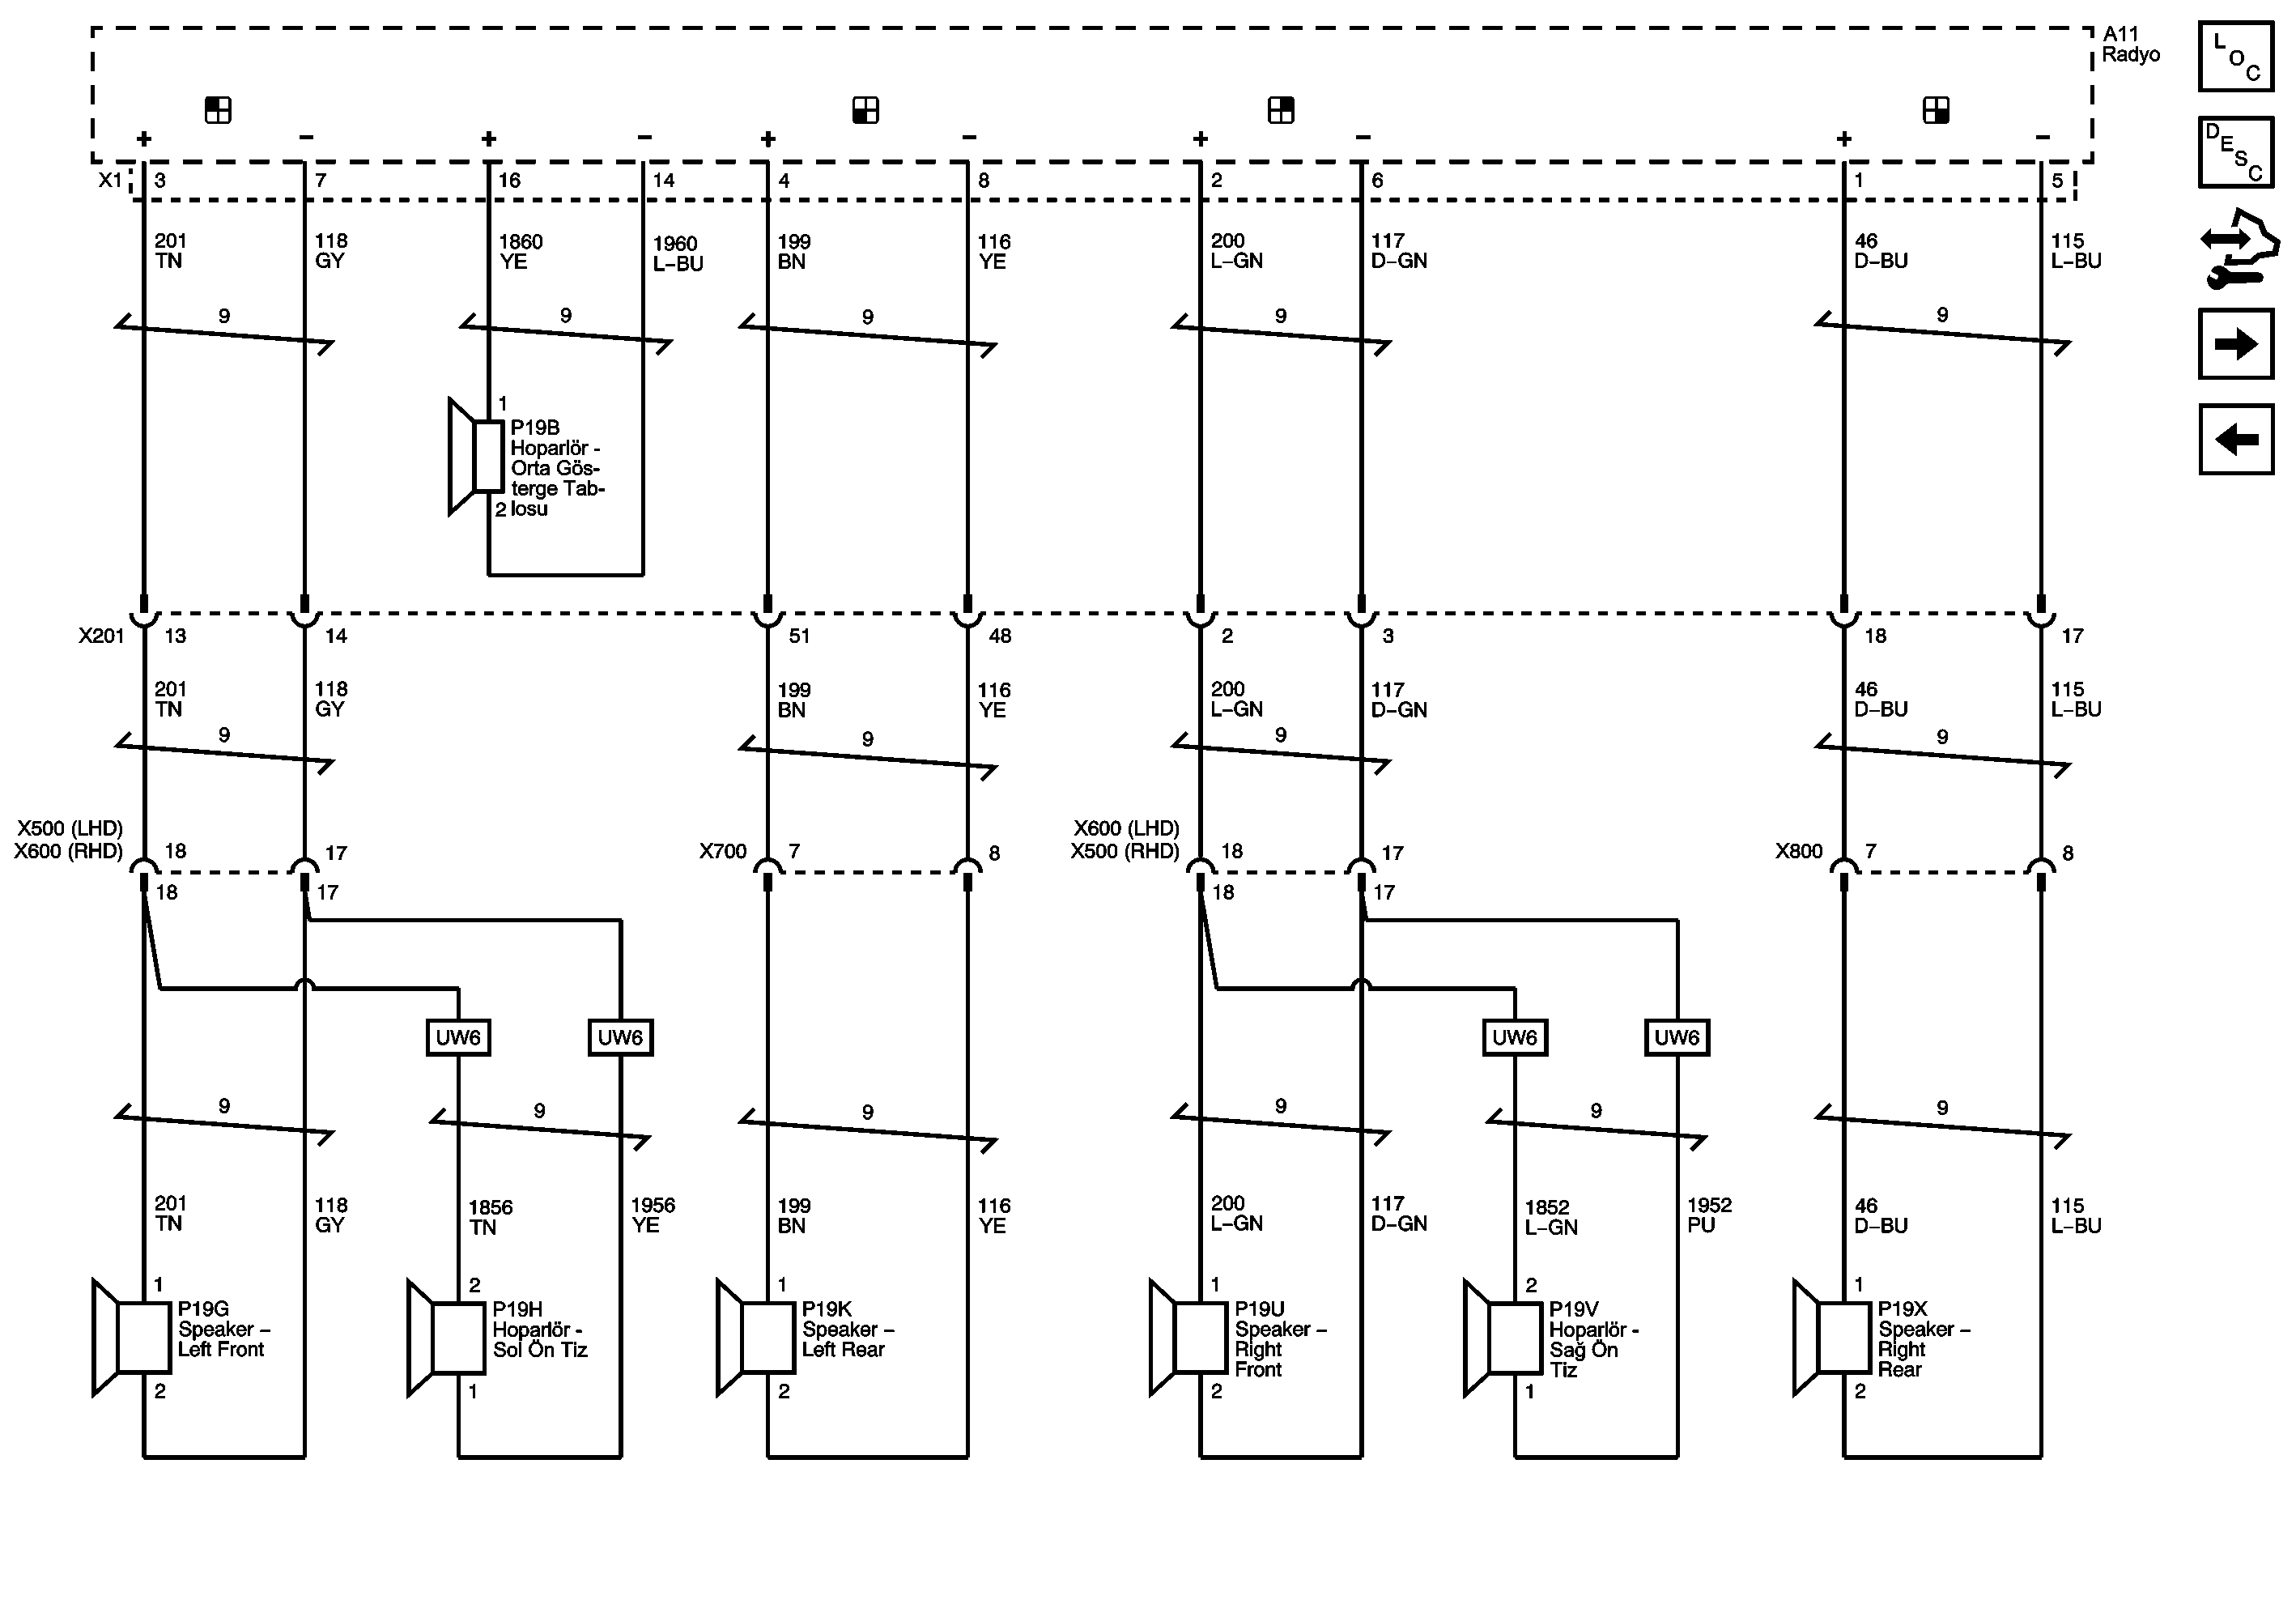 A11
Radyo
L
O
C
D
E
S
C
+
−
+
−
+
−
+
−
+
−
X1
3
7
16
14
4
8
2
6
1
5
201
TN
118
GY
1860
YE
1960
L−BU
199
BN
116
YE
200
L−GN
117
D−GN
46
D−BU
115
L−BU
9
9
9
9
9
1
P19B
Hoparlör -
Orta Gös-
terge Tab-
losu
2
X201
13
14
51
48
2
3
18
17
201
TN
118
GY
199
BN
116
YE
200
L−GN
117
D−GN
46
D−BU
115
L−BU
9
9
9
9
X500 (LHD)
X600 (RHD)
18
17
X700
7
8
X600 (LHD)
X500 (RHD)
18
17
X800
7
8
18
17
18
17
UW6
UW6
UW6
UW6
9
9
9
9
9
9
201
TN
118
GY
1856
TN
1956
YE
199
BN
116
YE
200
L−GN
117
D−GN
1852
L−GN
1952
PU
46
D−BU
115
L−BU
1
P19G
Speaker −
Left Front
2
2
P19H
Hoparlör -
Sol Ön Tiz
1
1
P19K
Speaker −
Left Rear
2
1
P19U
Speaker −
Right
Front
2
2
P19V
Hoparlör -
Sağ Ön
Tiz
1
1
P19X
Speaker −
Right
Rear
2